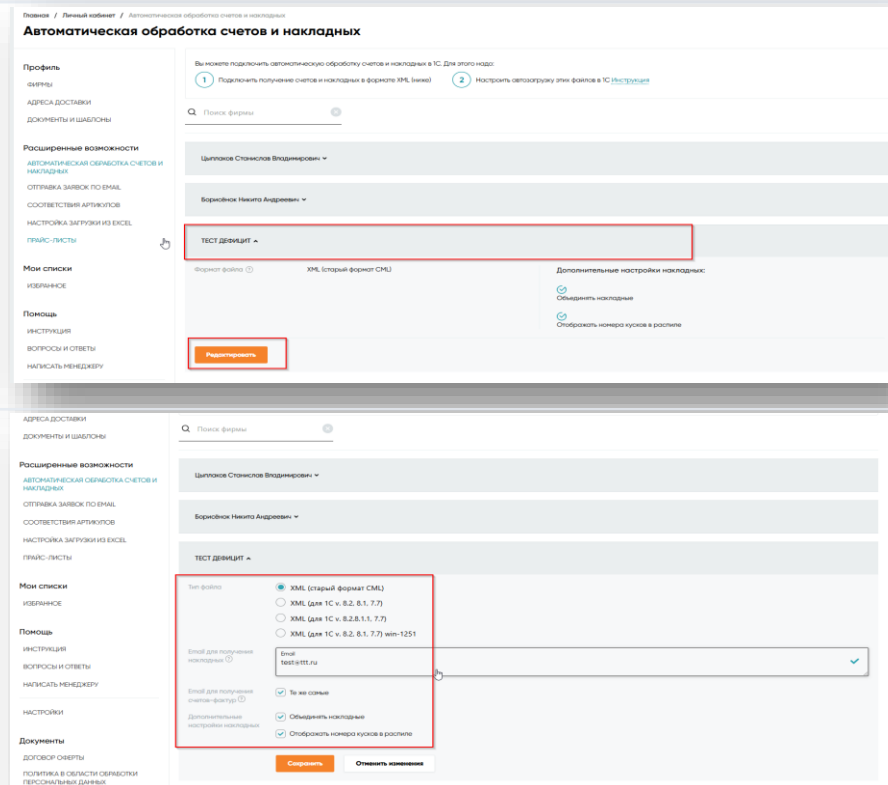 Главная / Личный кабинет / Автоматическая обработка счетов и накладных
Автоматическая обработка счетов и накладных
Профиль
ФИРМЫ
АДРЕСА ДОСТАВКИ
ДОКУМЕНТЫ И ШАБЛОНЫ
Расширенные возможности
АВТОМАТИЧЕСКАЯ ОБРАБОТКА СЧЕТОВ И
НАКЛАДНЫХ
ОТПРАВКА ЗАЯВОК ПО EMAIL
СООТВЕТСТВИЯ АРТИКУЛОВ
НАСТРОЙКА ЗАГРУЗКИ ИЗ EXCEL
ПРАЙС-ЛИСТЫ
Мои списки
ИЗБРАННОЕ
Помощь
ИНСТРУКЦИЯ
ВОПРОСЫ И ОТВЕТЫ
НАПИСАТЬ МЕНЕДЖЕРУ
Вы можете подключить автоматическую обработку счетов и накладных в 1С. Для этого надо:
1 Подключить получение счетов и накладных в формате XML (ниже)
2 Настроить автозагрузку этих файлов в 1С Инструкция
Поиск фирмы
Цыплаков Станислав Владимирович
Борисёнок Никита Андреевич
ТЕСТ ДЕФИЦИТ
Формат файла ?
XML (старый формат CML)
Дополнительные настройки накладных:
Объединять накладные
Отображать номера кусков в распиле
Редактировать
АДРЕСА ДОСТАВКИ
ДОКУМЕНТЫ И ШАБЛОНЫ
Расширенные возможности
АВТОМАТИЧЕСКАЯ ОБРАБОТКА СЧЕТОВ И
НАКЛАДНЫХ
ОТПРАВКА ЗАЯВОК ПО EMAIL
СООТВЕТСТВИЯ АРТИКУЛОВ
НАСТРОЙКА ЗАГРУЗКИ ИЗ EXCEL
ПРАЙС-ЛИСТЫ
Мои списки
ИЗБРАННОЕ
Помощь
ИНСТРУКЦИЯ
ВОПРОСЫ И ОТВЕТЫ
НАПИСАТЬ МЕНЕДЖЕРУ
НАСТРОЙКИ
Документы
ДОГОВОР ОФЕРТЫ
ПОЛИТИКА В ОБЛАСТИ ОБРАБОТКИ
ПЕРСОНАЛЬНЫХ ДАННЫХ
Поиск фирмы
Цыплаков Станислав Владимирович
Борисёнок Никита Андреевич
ТЕСТ ДЕФИЦИТ
Тип файла
XML (старый формат CML)
XML (для 1С v. 8.2, 8.1, 7.7)
XML (для 1С v. 8.2.8.1.1, 7.7)
XML (для 1С v. 8.2, 8.1, 7.7) win-1251
Email для получения
накладных ?
Email:
test@ttt.ru
Email для получения
счетов-фактур ?
Те же самые
Дополнительные
настройки накладных
Объединять накладные
Отображать номера кусков в распиле
Сохранить
Отменить изменения